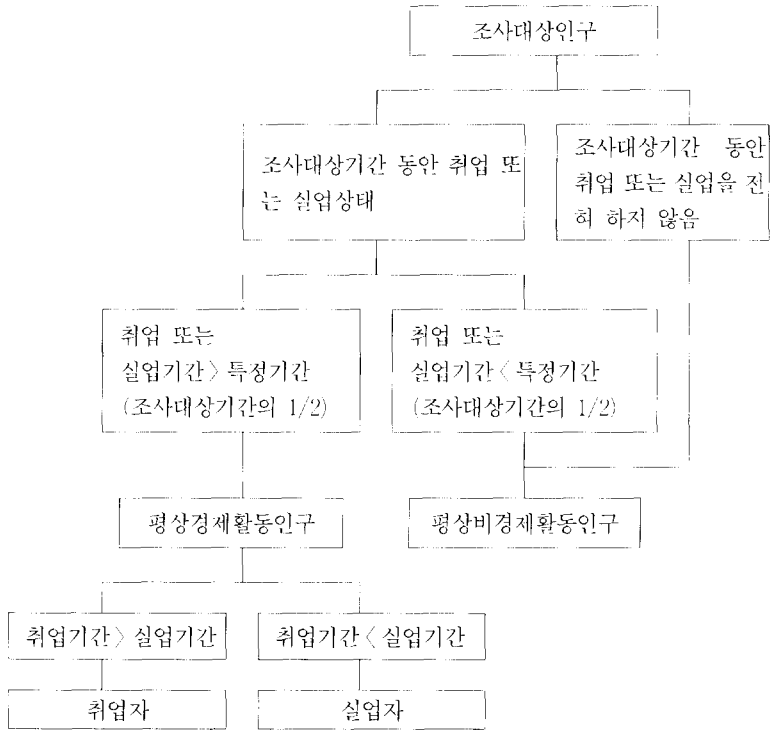 조사대상인구
조사대상기간 동안 취업 또
는 실업상태
조사대상기간 동안
취업 또는 실업을 전
혀 하지 않음
취업 또는
실업기간 > 특정기간
(조사대상기간의 1/2)
취업 또는
실업기간 < 특정기간
(조사대상기간의 1/2)
평상경제활동인구
평상비경제활동인구
취업기간 > 실업기간
취업기간 < 실업기간
취업자
실업자